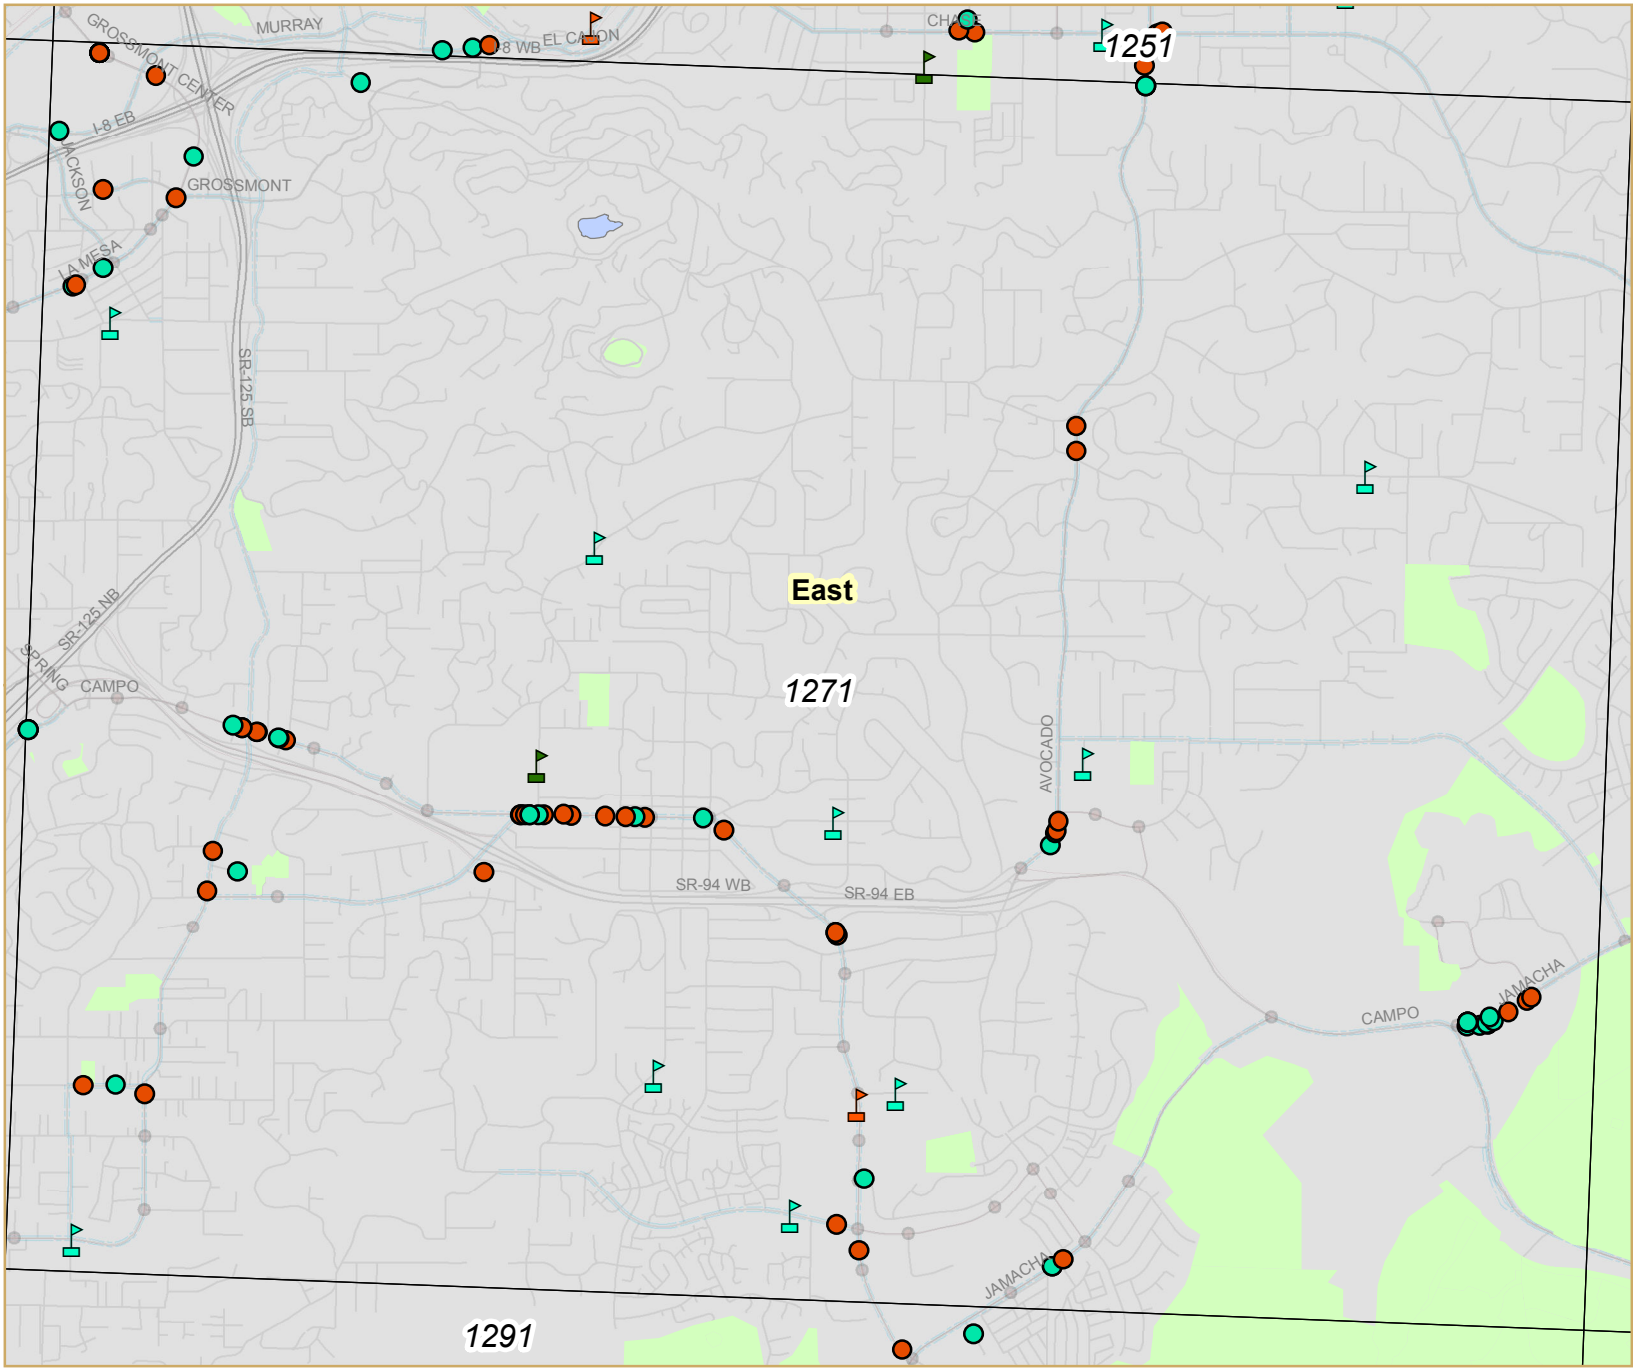 MURRAY
CHASE
GROSSMONT CENTER
I-8 WB
EL CAJON
1251
I-8 EB
JACKSON
GROSSMONT
LA MESA
SR-125 SB
East
SR-125 NB
SPRING
CAMPO
1271
AVOCADO
SR-94 WB
SR-94 EB
JAMACHA
CAMPO
JAMACHA
1291